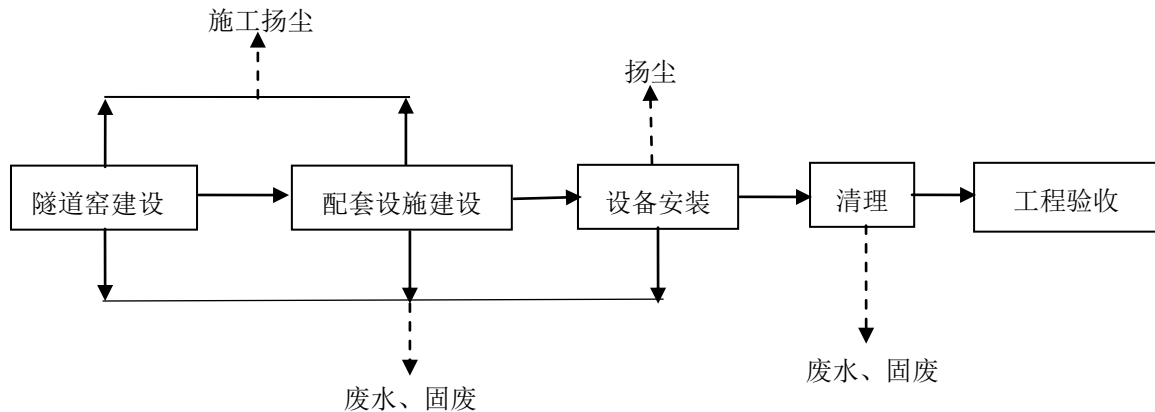 施工扬尘
扬尘
隧道窑建设
配套设施建设
设备安装
清理
工程验收
废水、固废
废水、固废